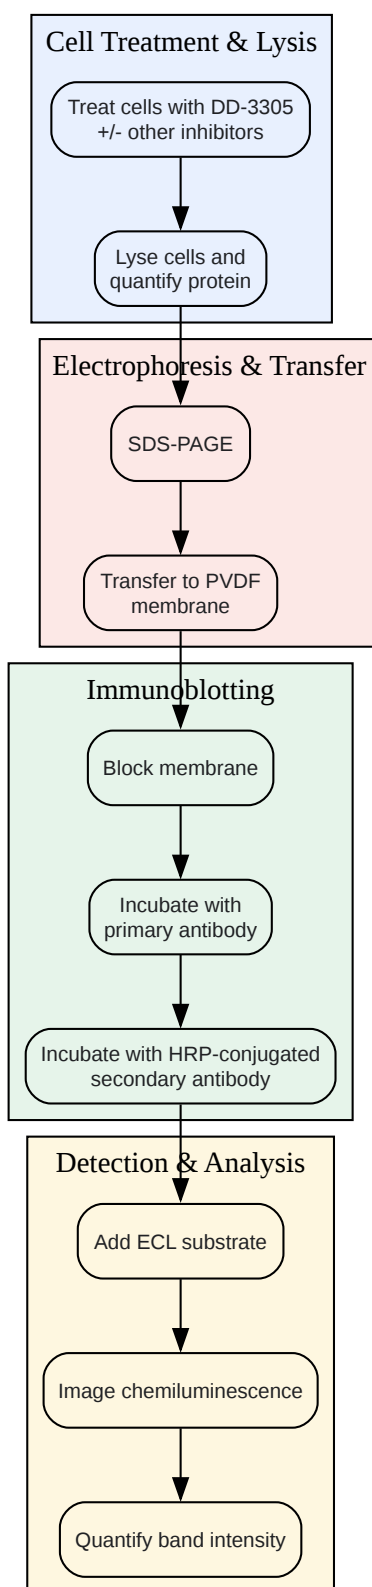 Cell Treatment & Lysis
Treat cells with DD-3305
+/- other inhibitors
Lyse cells and
quantify protein
Electrophoresis & Transfer
SDS-PAGE
Transfer to PVDF
membrane
Immunoblotting
Block membrane
Incubate with
primary antibody
Incubate with HRP-conjugated
secondary antibody
Detection & Analysis
Add ECL substrate
Image chemiluminescence
Quantify band intensity